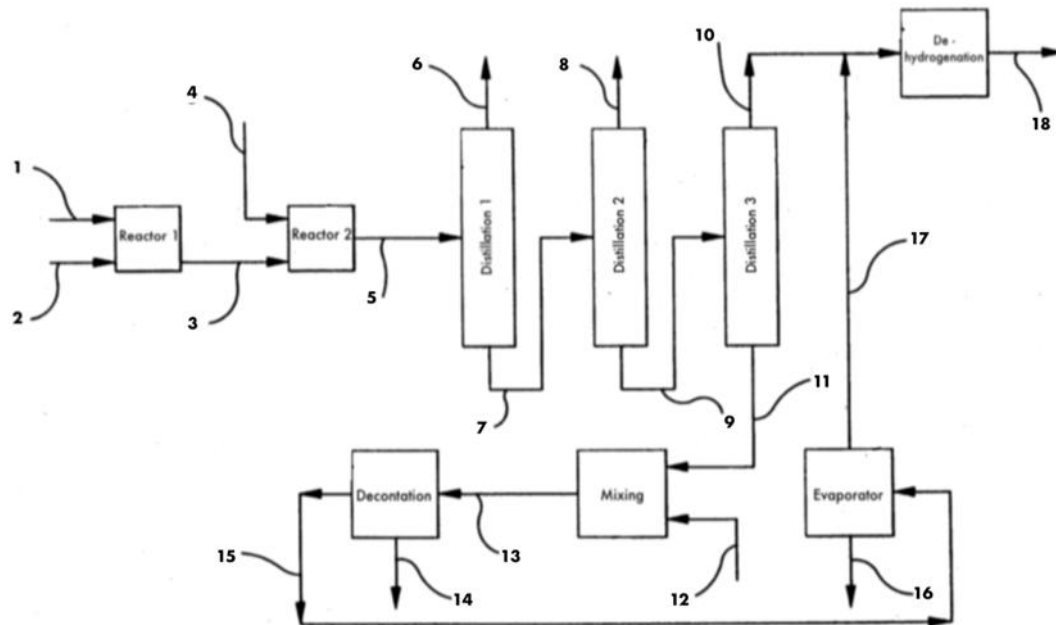 10
De -
hydrogenation
6
8
4
18
1
Distillation 1
Distillation 2
Distillation 3
Reactor 1
Reactor 2
17
2
3
5
11
7
9
Decontation
Mixing
Evaporator
15
13
14
12
16